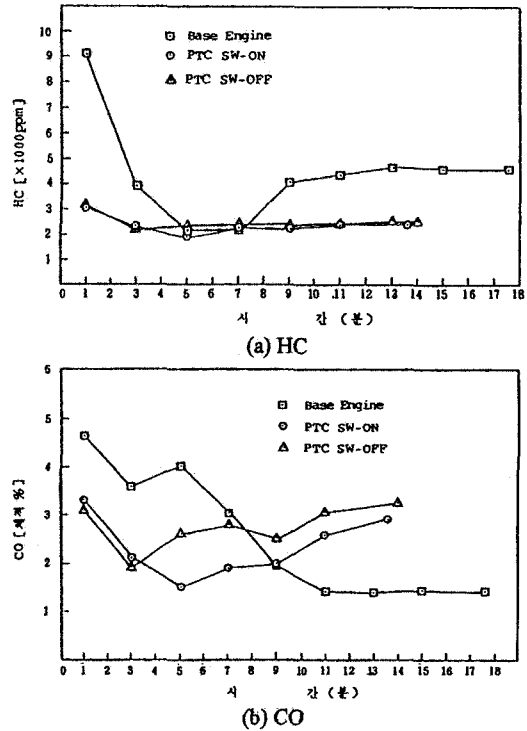 10
9
8
7
6
5
4
3
2
1
HC [×1000ppm]
Base Engine
PTC SW-ON
PTC SW-OFF
0 1 2 3 4 5 6 7 8 9 10 11 12 13 14 15 16 17 18
시 간 (분)
(a) HC
6
5
4
3
2
1
CO [체적 %]
Base Engine
PTC SW-ON
PTC SW-OFF
0 1 2 3 4 5 6 7 8 9 10 11 12 13 14 15 16 17 18
시 간 (분)
(b) CO